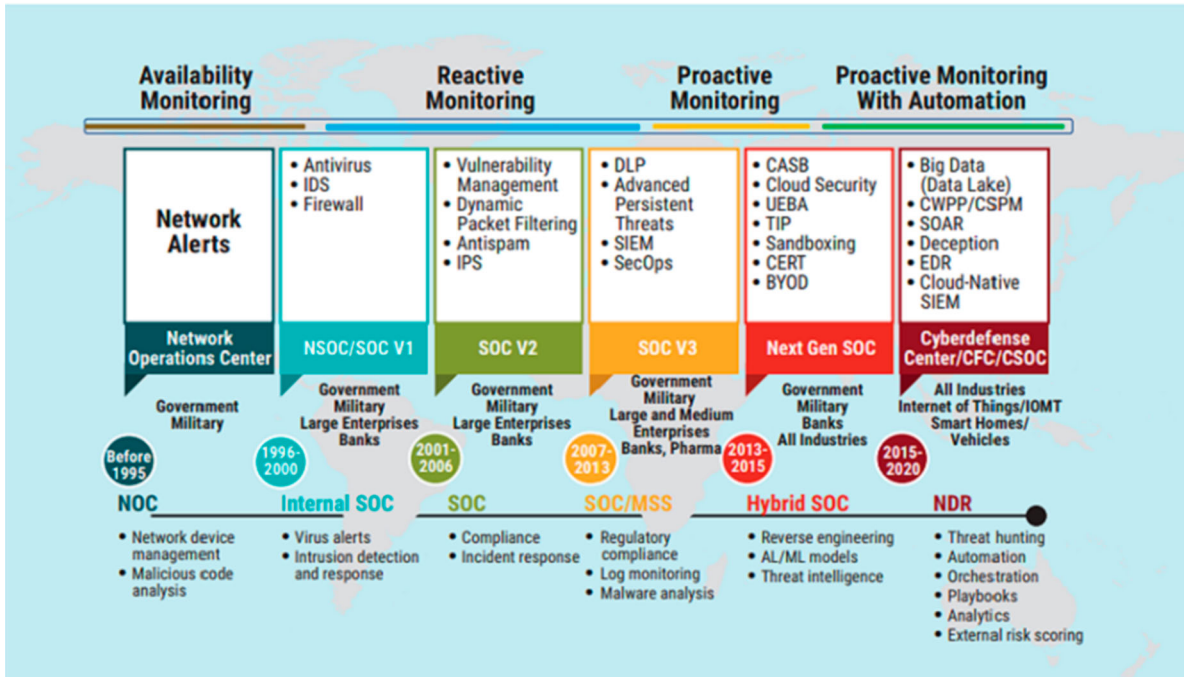 Availability
Monitoring
Reactive
Monitoring
Proactive
Monitoring
Proactive Monitoring
With Automation
Network
Alerts
• Antivirus
• IDS
• Firewall
• Vulnerability
Management
• Dynamic
Packet Filtering
• Antispam
• IPS
• DLP
• Advanced
Persistent
Threats
• SIEM
• SecOps
• CASB
• Cloud Security
• UEBA
• TIP
• Sandboxing
• CERT
• BYOD
• Big Data
(Data Lake)
• CWPP/CSPM
• SOAR
• Deception
• EDR
• Cloud-Native
SIEM
Network
Operations Center
NSOC/SOC V1
SOC V2
SOC V3
Next Gen SOC
Cyberdefense
Center/CFC/CSOC
Government
Military
Government
Military
Large Enterprises
Banks
Government
Military
Large Enterprises
Banks
Government
Military
Large and Medium
Enterprises
Banks, Pharma
Government
Military
Banks
All Industries
All Industries
Internet of Things/IOMT
Smart Homes/
Vehicles
Before
1995
1996-
2000
2001-
2006
2007-
2013
2013-
2015
2015-
2020
NOC
Internal SOC
SOC
SOC/MSS
Hybrid SOC
NDR
• Network device
management
• Malicious code
analysis
• Virus alerts
• Intrusion detection
and response
• Compliance
• Incident response
• Regulatory
compliance
• Log monitoring
• Malware analysis
• Reverse engineering
• AL/ML models
• Threat intelligence
• Threat hunting
• Automation
• Orchestration
• Playbooks
• Analytics
• External risk scoring